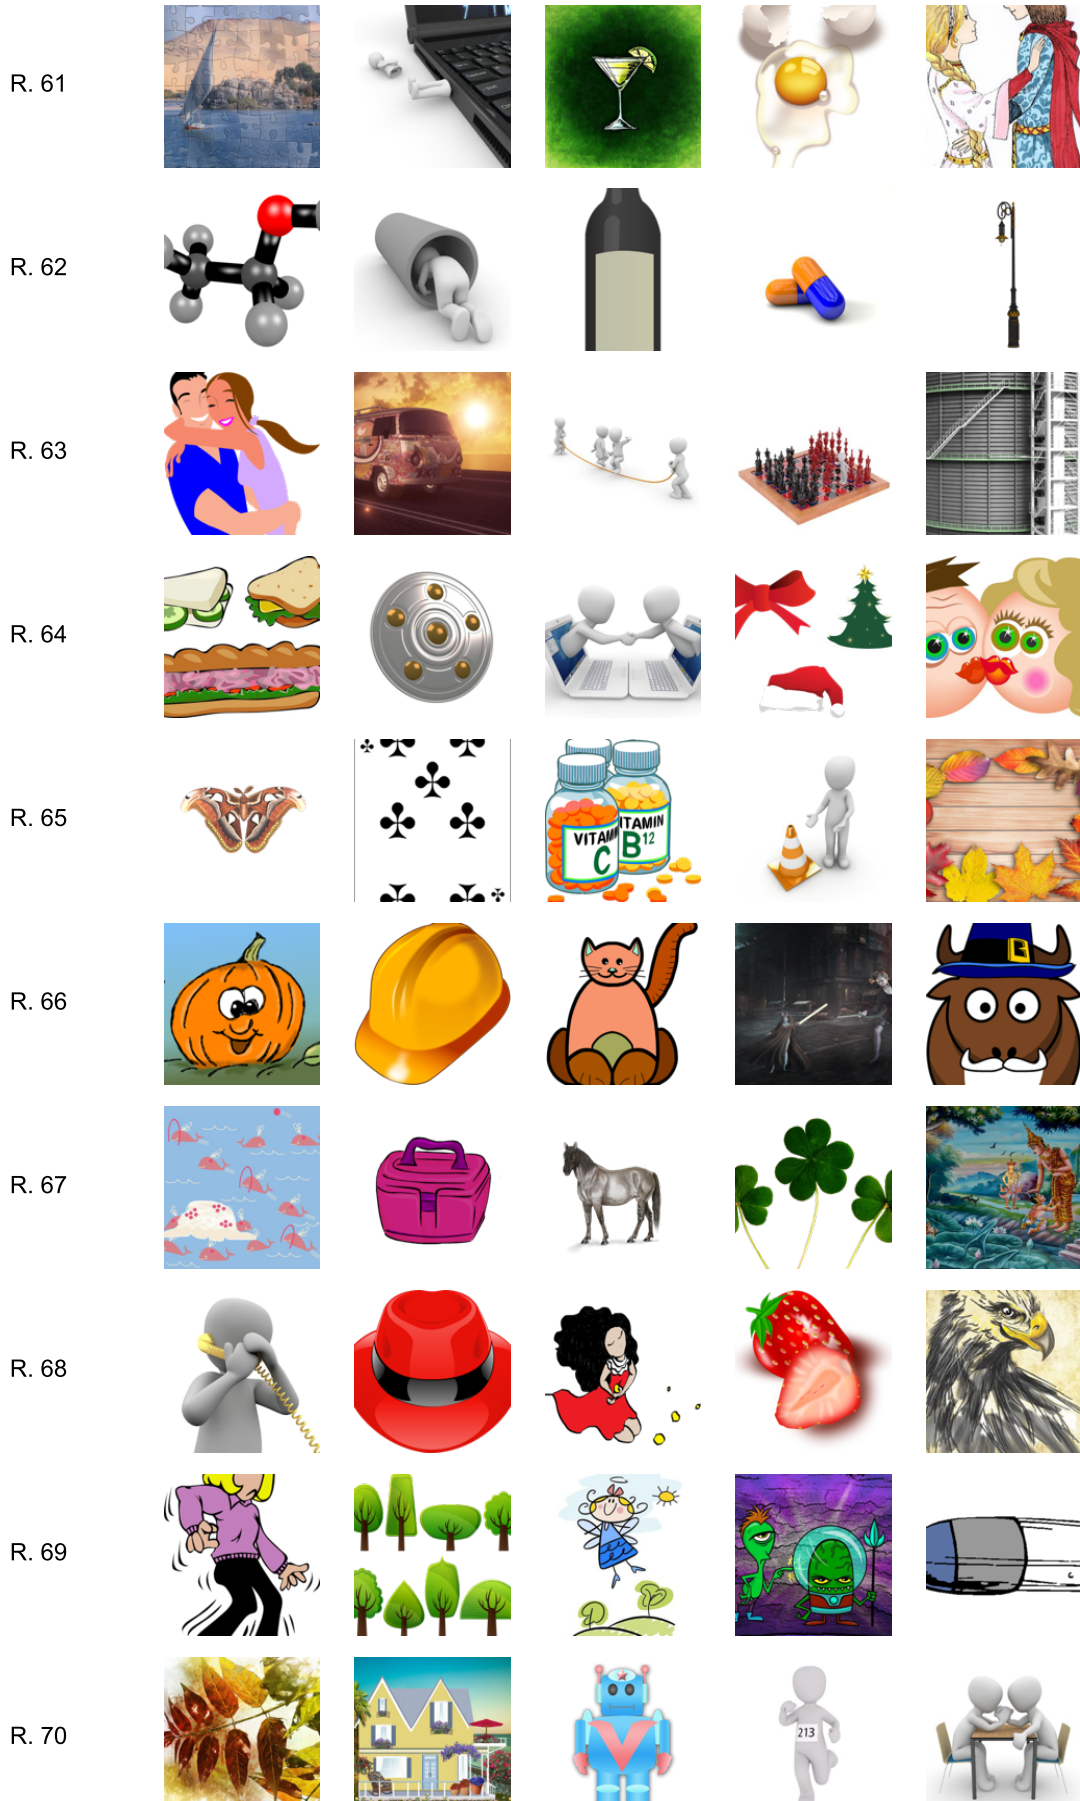 R. 61
R. 62
R. 63
R. 64
R. 65
VITAMIN C
VITAMIN B12
R. 66
R. 67
R. 68
R. 69
R. 70
213